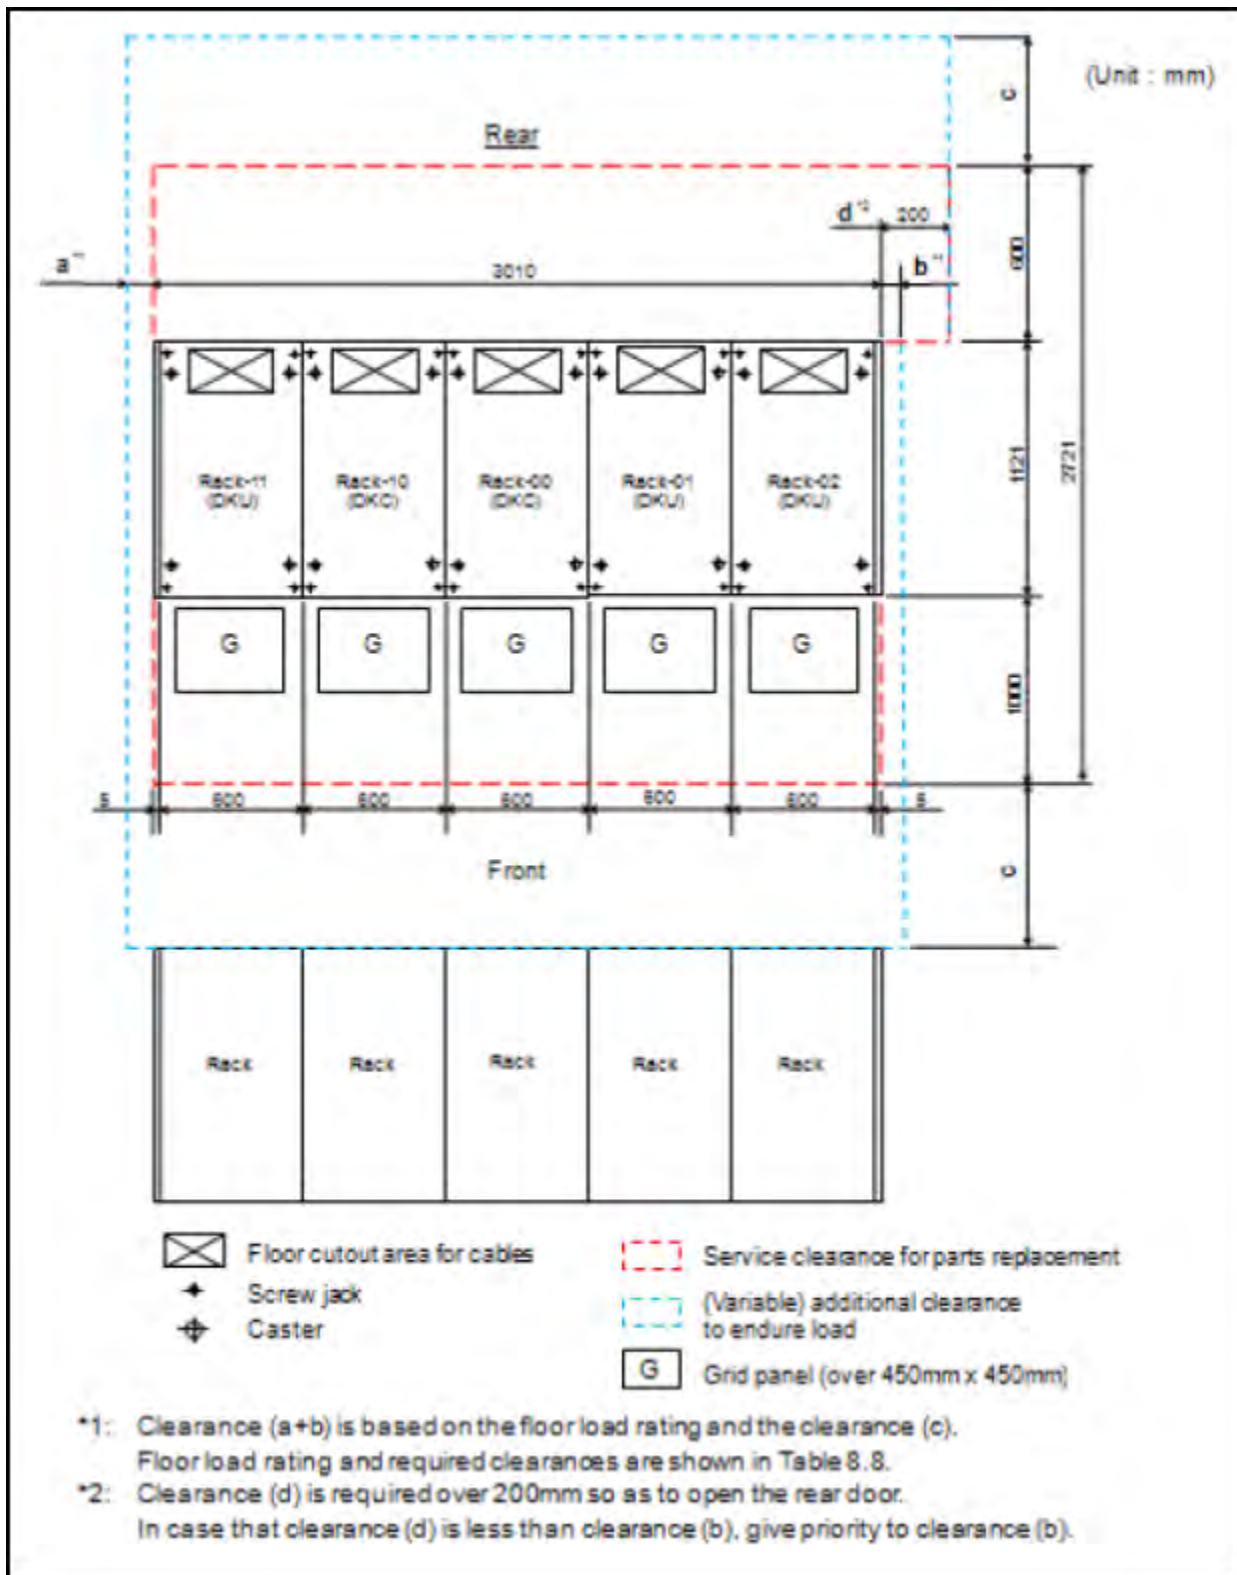 (Unit : mm)
c
Rear
d *2 200
600
a *1
b *1
3010
Rack-11 Rack-10 Rack-00 Rack-01 Rack-02
(DKU) (DKC) (DKC) (DKU) (DKU)
1121
2721
G G G G G
1000
5 600 600 600 600 600 5
Front
c
Rack Rack Rack Rack Rack
Floor cutout area for cables
Screw jack
Caster
Service clearance for parts replacement
(Variable) additional clearance
to endure load
G Grid panel (over 450mm x 450mm)
*1: Clearance (a+b) is based on the floor load rating and the clearance (c).
Floor load rating and required clearances are shown in Table 8.8.
*2: Clearance (d) is required over 200mm so as to open the rear door.
In case that clearance (d) is less than clearance (b), give priority to clearance (b).